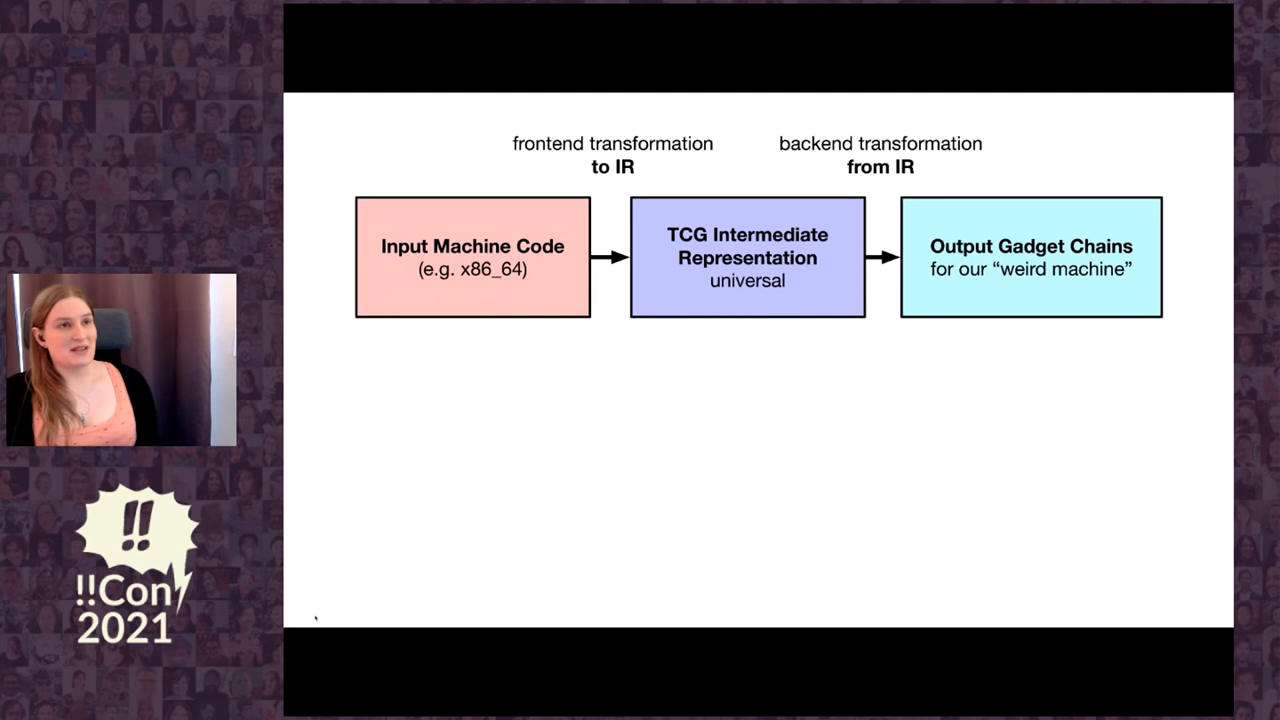 frontend transformation
to IR
backend transformation
from IR
Input Machine Code
(e.g. x86_64)
TCG Intermediate
Representation
universal
Output Gadget Chains
for our “weird machine”
!!
!!Con
2021